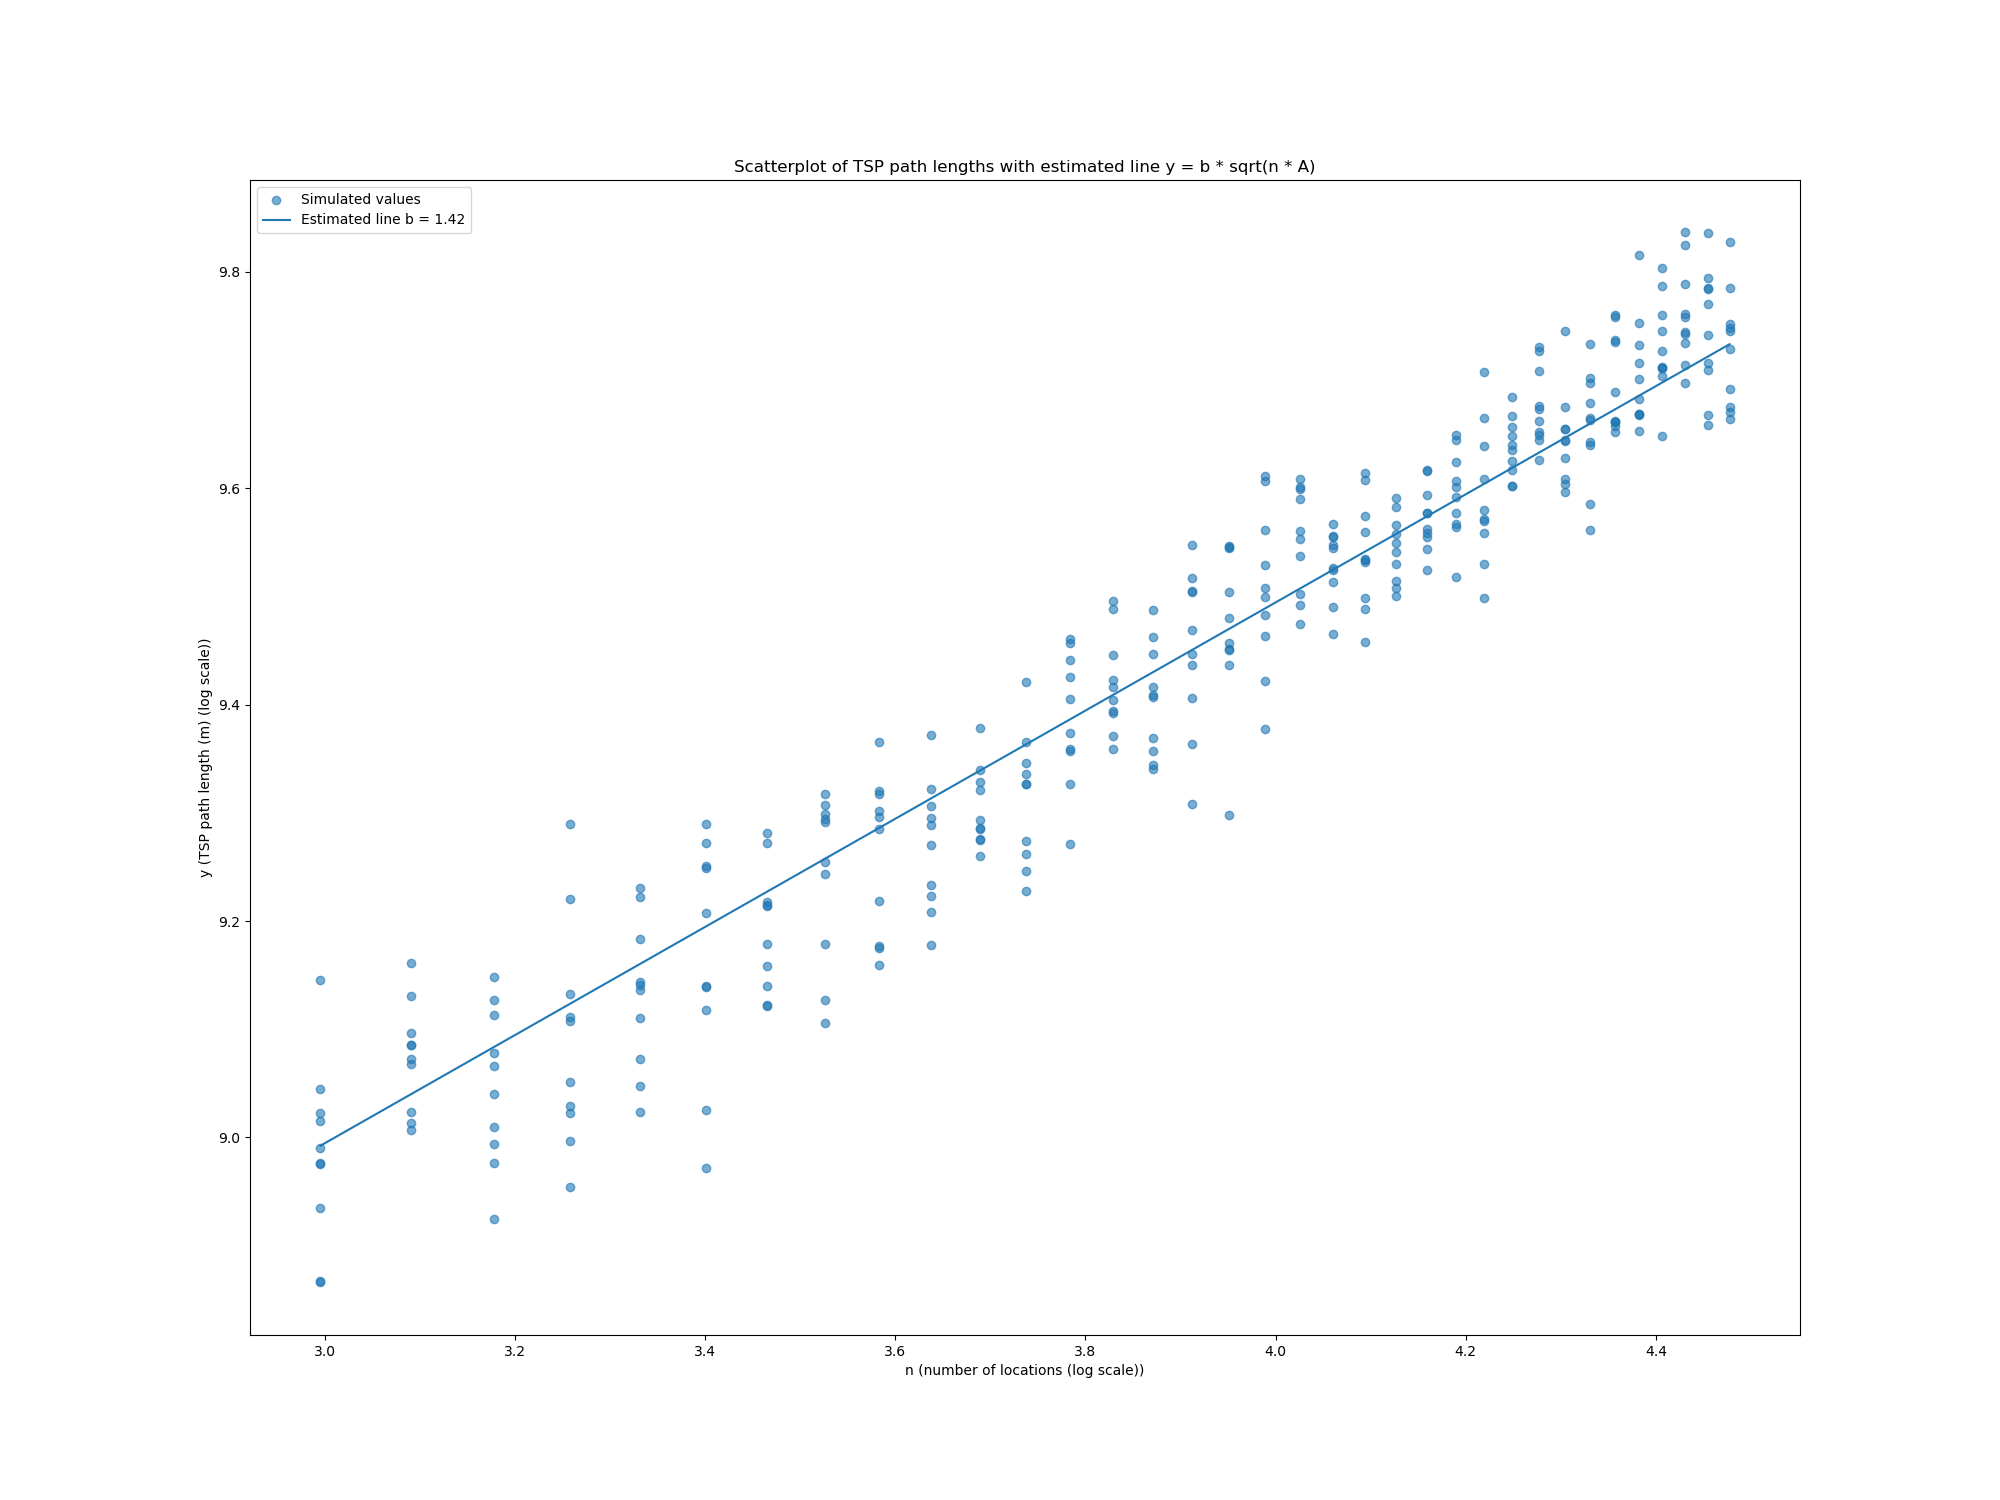 Scatterplot of TSP path lengths with estimated line y = b * sqrt(n * A)
Simulated values
Estimated line b = 1.42
9.8
9.6
9.4
9.2
9.0
y (TSP path length (m) (log scale))
3.0 3.2 3.4 3.6 3.8 4.0 4.2 4.4
n (number of locations (log scale))